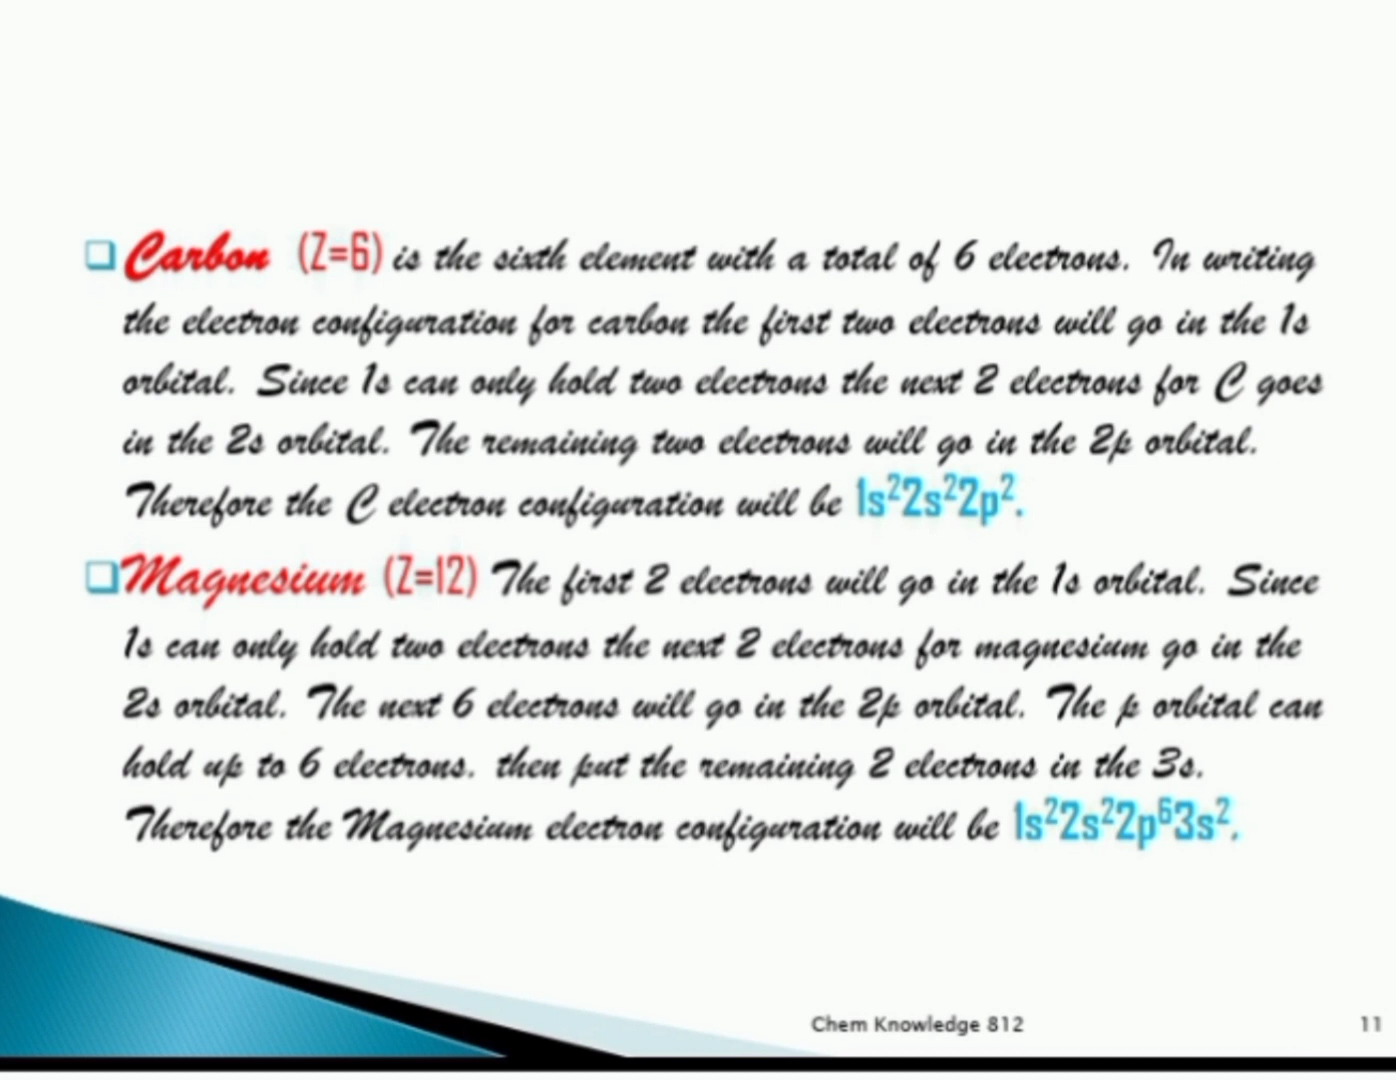 Carbon (Z=6) is the sixth element with a total of 6 electrons. In writing
the electron configuration for carbon the first two electrons will go in the 1s
orbital. Since 1s can only hold two electrons the next 2 electrons for C goes
in the 2s orbital. The remaining two electrons will go in the 2p orbital.
Therefore the C electron configuration will be 1s²2s²2p².
Magnesium (Z=12) The first 2 electrons will go in the 1s orbital. Since
1s can only hold two electrons the next 2 electrons for magnesium go in the
2s orbital. The next 6 electrons will go in the 2p orbital. The p orbital can
hold up to 6 electrons. then put the remaining 2 electrons in the 3s.
Therefore the Magnesium electron configuration will be 1s²2s²2p⁶3s².
Chem Knowledge 812 11